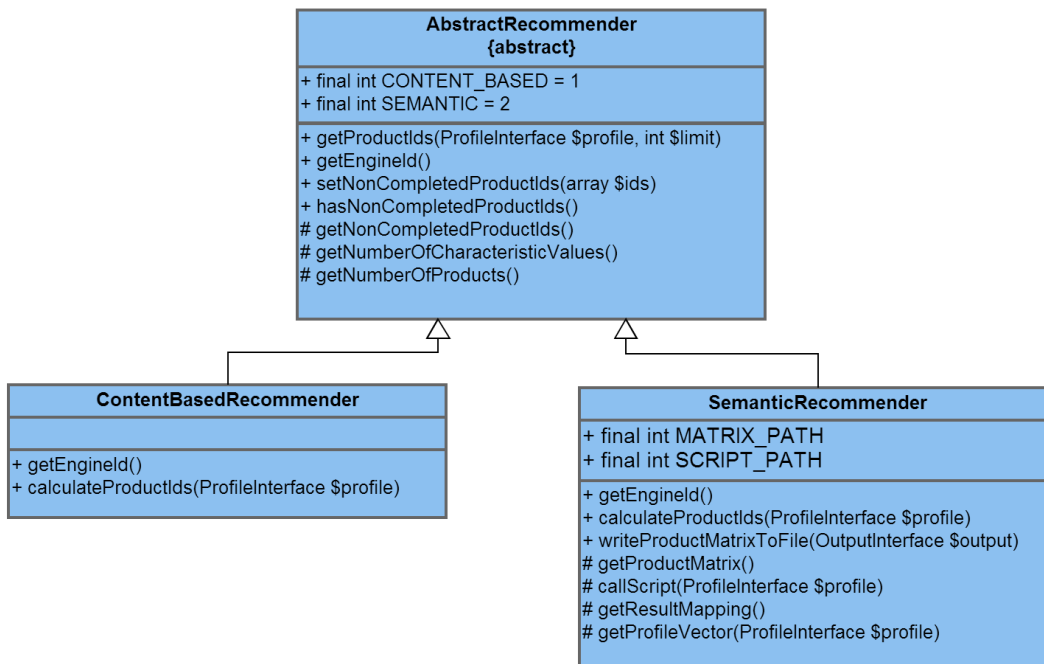 AbstractRecommender
{abstract}
+ final int CONTENT_BASED = 1
+ final int SEMANTIC = 2
+ getProductIds(ProfileInterface $profile, int $limit)
+ getEngineId()
+ setNonCompletedProductIds(array $ids)
+ hasNonCompletedProductIds()
# getNonCompletedProductIds()
# getNumberOfCharacteristicValues()
# getNumberOfProducts()
ContentBasedRecommender
+ getEngineId()
+ calculateProductIds(ProfileInterface $profile)
SemanticRecommender
+ final int MATRIX_PATH
+ final int SCRIPT_PATH
+ getEngineId()
+ calculateProductIds(ProfileInterface $profile)
+ writeProductMatrixToFile(OutputInterface $output)
# getProductMatrix()
# callScript(ProfileInterface $profile)
# getResultMapping()
# getProfileVector(ProfileInterface $profile)